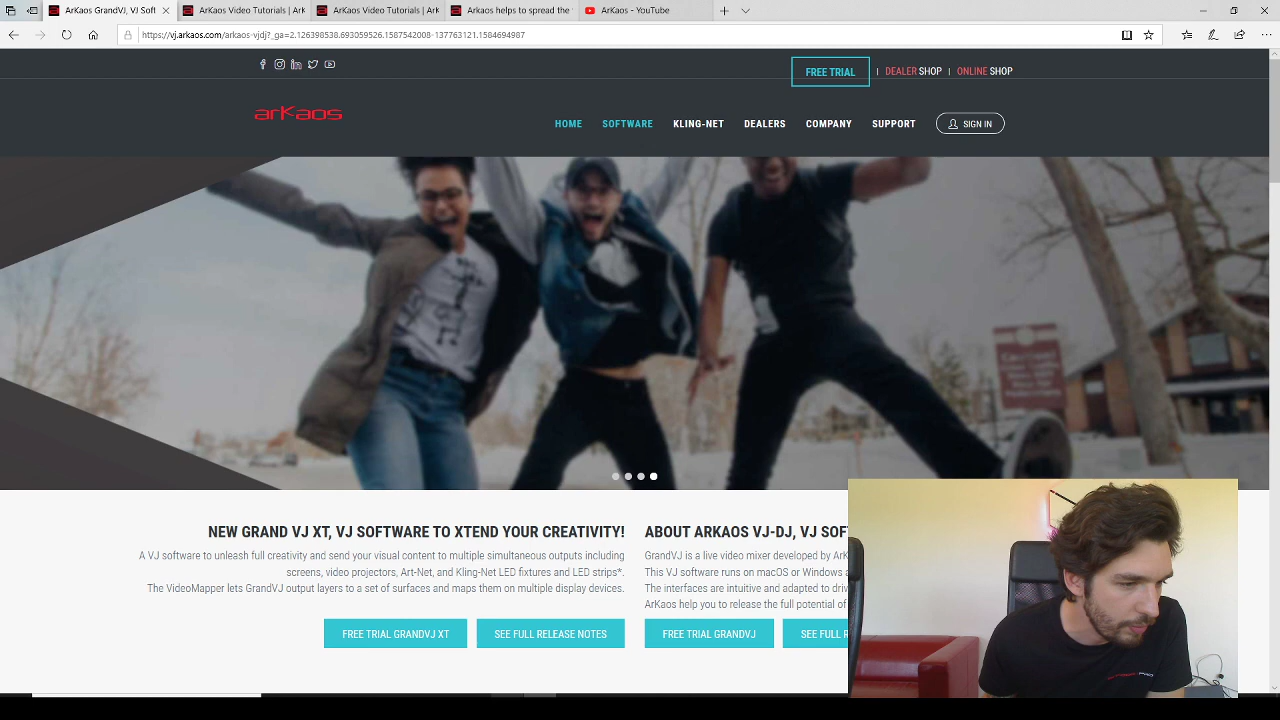 ArKaos GrandVJ, VJ Soft
ArKaos Video Tutorials | Ark
ArKaos Video Tutorials | Ark
Arkaos helps to spread the
ArKaos - YouTube
https://vj.arkaos.com/arkaos-vjdj?_ga=2.126398538.693059526.1587542008-137763121.1584694987
FREE TRIAL | DEALER SHOP | ONLINE SHOP
arKaos
HOME SOFTWARE KLING-NET DEALERS COMPANY SUPPORT SIGN IN
NEW GRAND VJ XT, VJ SOFTWARE TO XTEND YOUR CREATIVITY!
A VJ software to unleash full creativity and send your visual content to multiple simultaneous outputs including
screens, video projectors, Art-Net, and Kling-Net LED fixtures and LED strips*.
The VideoMapper lets GrandVJ output layers to a set of surfaces and maps them on multiple display devices.
FREE TRIAL GRANDVJ XT SEE FULL RELEASE NOTES
ABOUT ARKAOS VJ-DJ, VJ SOF
GrandVJ is a live video mixer developed by ArK
This VJ software runs on macOS or Windows a
The interfaces are intuitive and adapted to driv
ArKaos help you to release the full potential of
FREE TRIAL GRANDVJ SEE FULL R